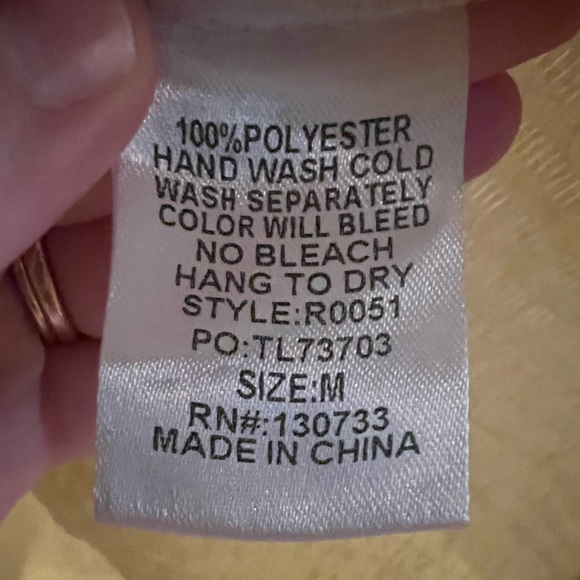 100%POLYESTER
HAND WASH COLD
WASH SEPARATELY
COLOR WILL BLEED
NO BLEACH
HANG TO DRY
STYLE:R0051
PO:TL73703
SIZE:M
RN#:130733
MADE IN CHINA